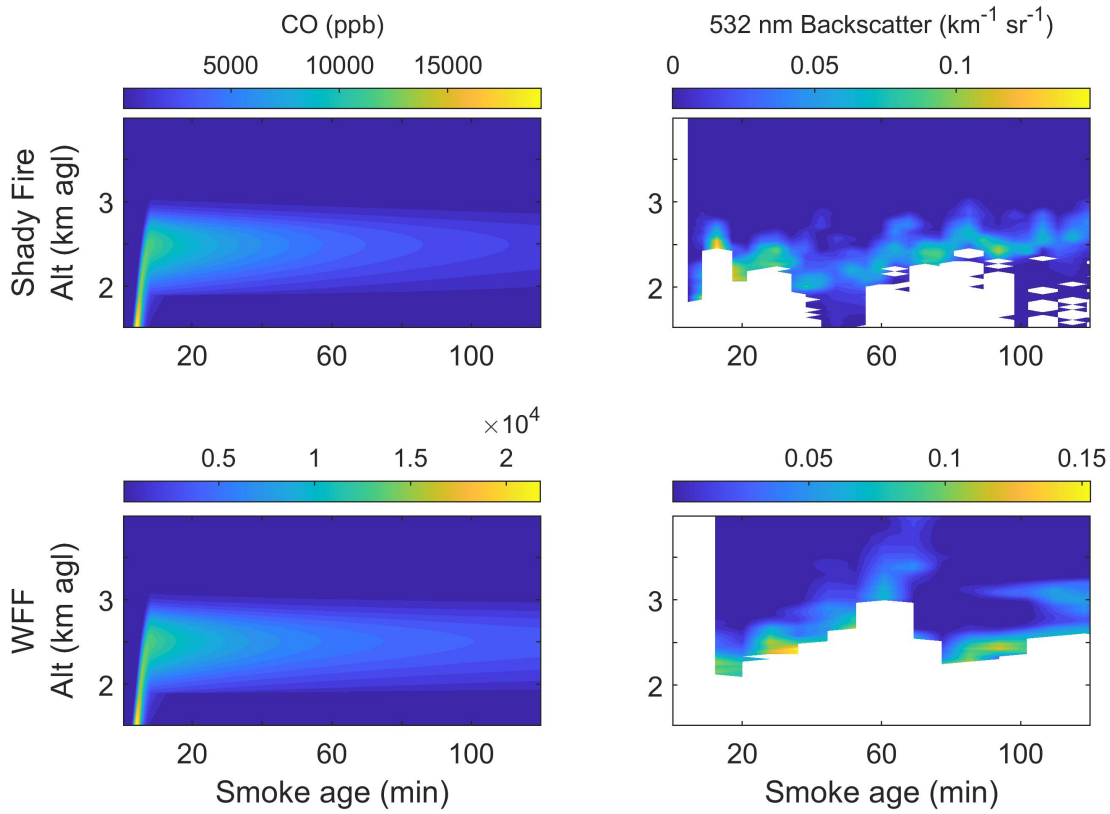 CO (ppb)
5000 10000 15000
532 nm Backscatter (km⁻¹ sr⁻¹)
0 0.05 0.1
Shady Fire
Alt (km agl)
3
2
20 60 100
3
2
20 60 100
×10⁴
0.5 1 1.5 2
0.05 0.1 0.15
WFF
Alt (km agl)
3
2
20 60 100
Smoke age (min)
3
2
20 60 100
Smoke age (min)